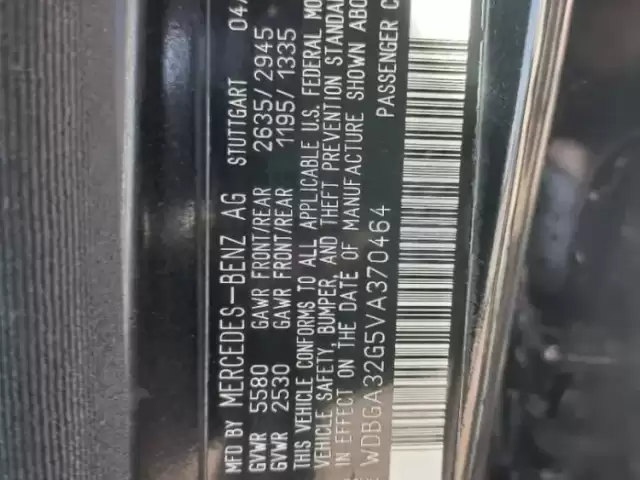 MFD BY MERCEDES-BENZ AG STUTTGART 04/
GVWR 5580 GAWR FRONT/REAR 2635/2945
GVWR 2530 GAWR FRONT/REAR 1195/1335
THIS VEHICLE CONFORMS TO ALL APPLICABLE U.S. FEDERAL MO
VEHICLE SAFETY, BUMPER, AND THEFT PREVENTION STANDA
IN EFFECT ON THE DATE OF MANUFACTURE SHOWN ABO
WDBGA32G5VA370464 PASSENGER C